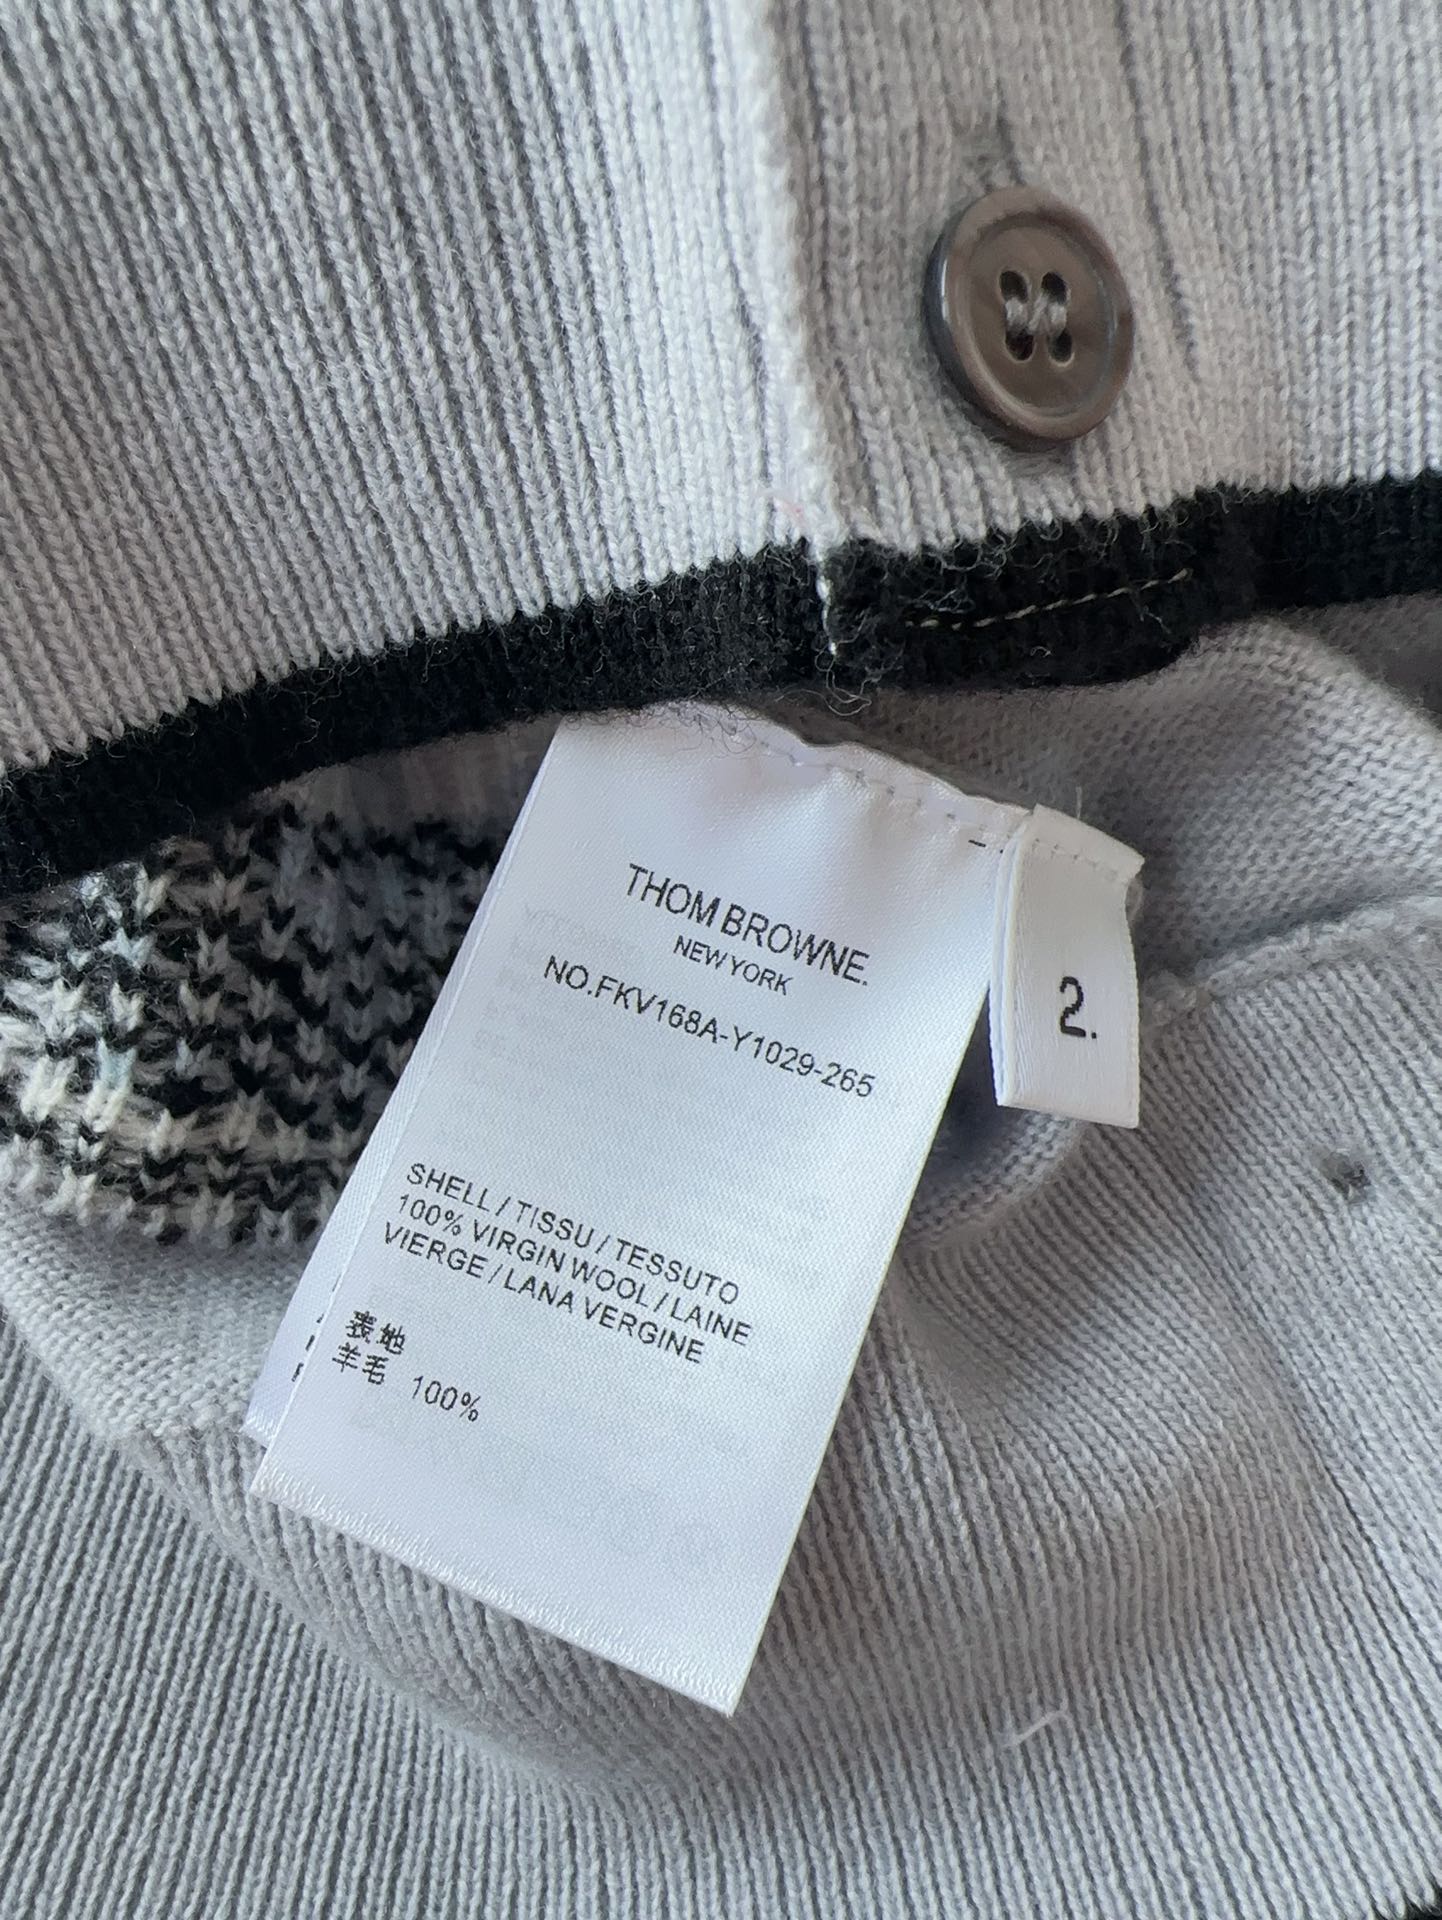 THOM BROWNE.
NEW YORK
NO.FKV168A-Y1029-265
2.
SHELL / TISSU / TESSUTO
100% VIRGIN WOOL / LAINE
VIERGE / LANA VERGINE
表地
羊毛 100%